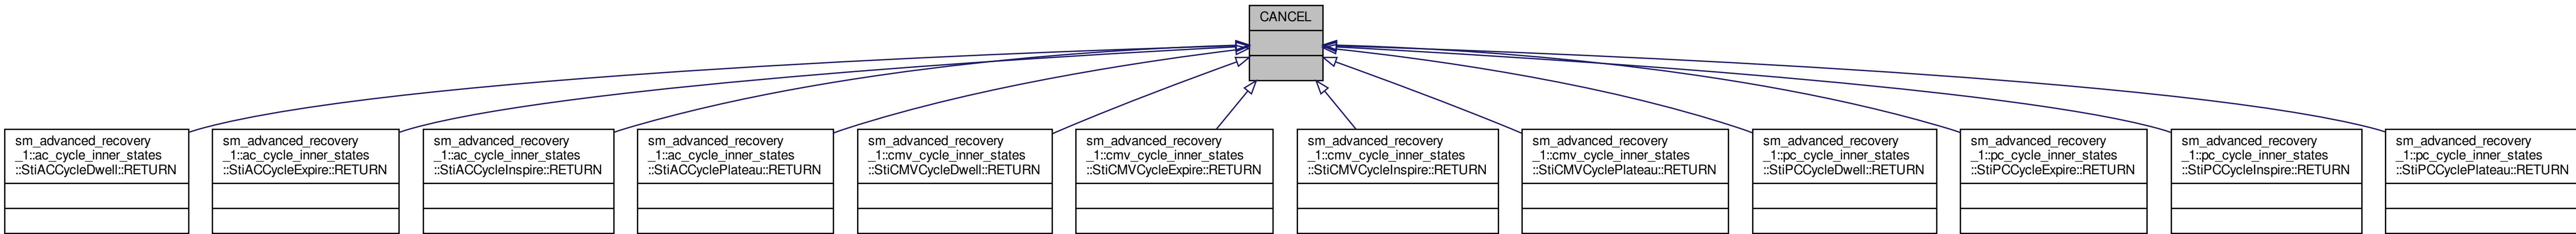 CANCEL
sm_advanced_recovery
_1::ac_cycle_inner_states
::StiACCycleDwell::RETURN
sm_advanced_recovery
_1::ac_cycle_inner_states
::StiACCycleExpire::RETURN
sm_advanced_recovery
_1::ac_cycle_inner_states
::StiACCycleInspire::RETURN
sm_advanced_recovery
_1::ac_cycle_inner_states
::StiACCyclePlateau::RETURN
sm_advanced_recovery
_1::cmv_cycle_inner_states
::StiCMVCycleDwell::RETURN
sm_advanced_recovery
_1::cmv_cycle_inner_states
::StiCMVCycleExpire::RETURN
sm_advanced_recovery
_1::cmv_cycle_inner_states
::StiCMVCycleInspire::RETURN
sm_advanced_recovery
_1::cmv_cycle_inner_states
::StiCMVCyclePlateau::RETURN
sm_advanced_recovery
_1::pc_cycle_inner_states
::StiPCCycleDwell::RETURN
sm_advanced_recovery
_1::pc_cycle_inner_states
::StiPCCycleExpire::RETURN
sm_advanced_recovery
_1::pc_cycle_inner_states
::StiPCCycleInspire::RETURN
sm_advanced_recovery
_1::pc_cycle_inner_states
::StiPCCyclePlateau::RETURN